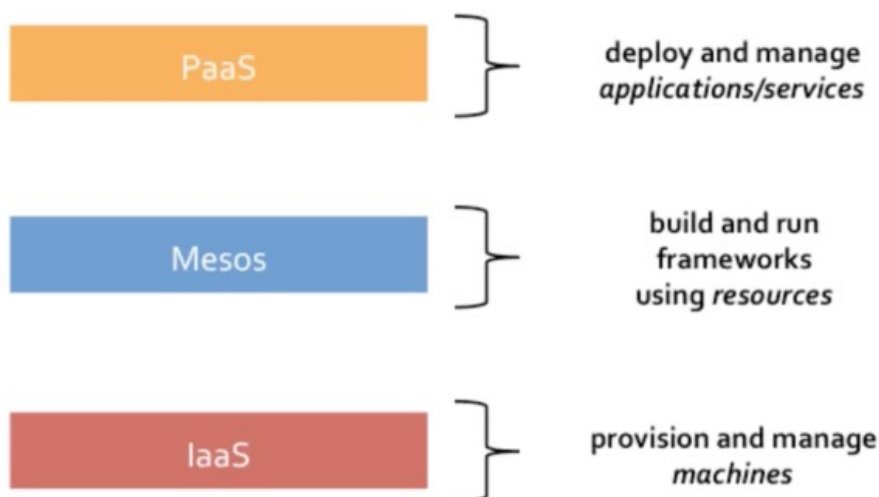 PaaS
deploy and manage
applications/services
Mesos
build and run
frameworks
using resources
IaaS
provision and manage
machines